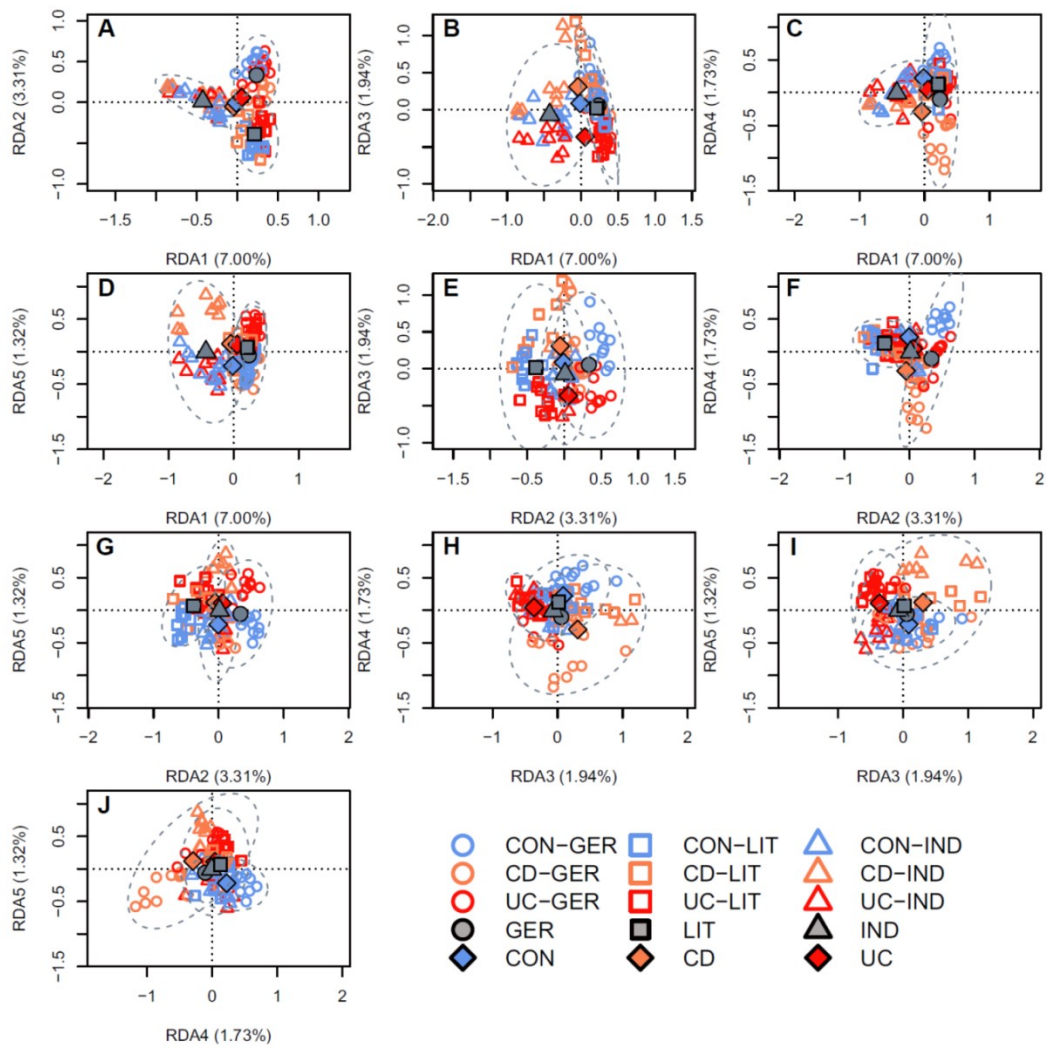 A
B
C
RDA2 (3.31%)
−1.0
0.0
0.5
1.0
−1.5
−0.5
0.0
0.5
1.0
RDA1 (7.00%)
RDA3 (1.94%)
−1.0
0.0
0.5
1.0
−2.0
−1.0
0.0
0.5
1.0
1.5
RDA1 (7.00%)
RDA4 (1.73%)
−1.5
−0.5
0.5
−2
−1
0
1
RDA1 (7.00%)
D
E
F
RDA5 (1.32%)
−1.5
−0.5
0.5
−2
−1
0
1
RDA1 (7.00%)
RDA3 (1.94%)
−1.0
0.0
0.5
1.0
−1.5
−0.5
0.0
0.5
1.0
1.5
RDA2 (3.31%)
RDA4 (1.73%)
−1.5
−0.5
0.5
−2
−1
0
1
2
RDA2 (3.31%)
G
H
I
RDA5 (1.32%)
−1.5
−0.5
0.5
−2
−1
0
1
2
RDA2 (3.31%)
RDA4 (1.73%)
−1.5
−0.5
0.5
−1
0
1
2
RDA3 (1.94%)
RDA5 (1.32%)
−1.5
−0.5
0.5
−1
0
1
2
RDA3 (1.94%)
J
RDA5 (1.32%)
−1.5
−0.5
0.5
−1
0
1
2
RDA4 (1.73%)
CON−GER CON−LIT CON−IND
CD−GER CD−LIT CD−IND
UC−GER UC−LIT UC−IND
GER LIT IND
CON CD UC